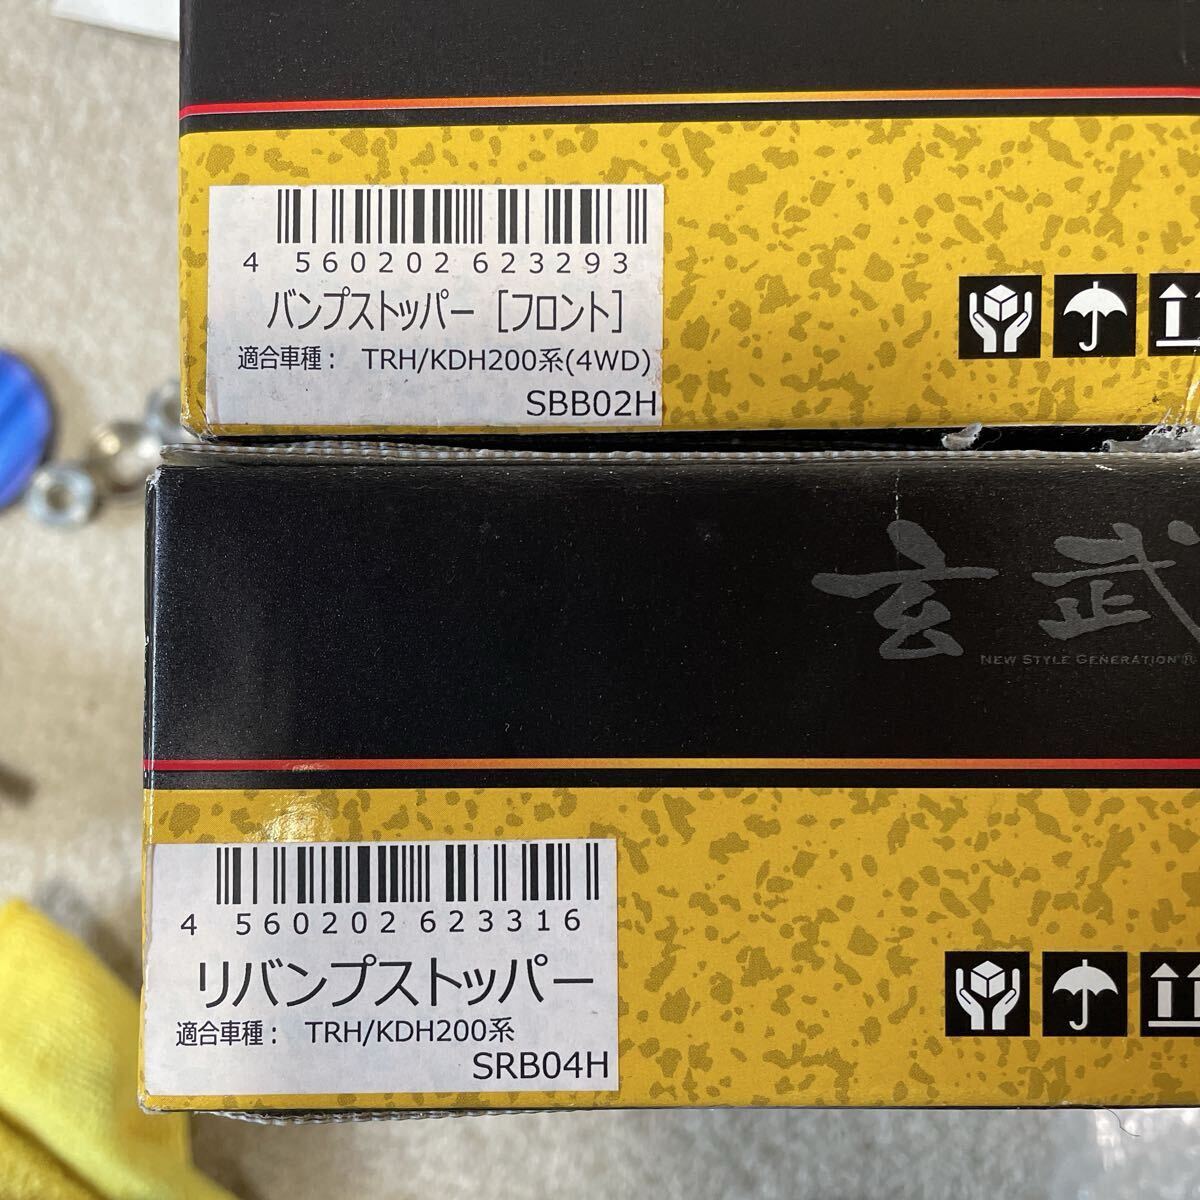 4 560202 623293
バンプストッパー [フロント]
適合車種： TRH/KDH200系(4WD)
SBB02H
玄武
NEW STYLE GENERATION®
4 560202 623316
リバンプストッパー
適合車種： TRH/KDH200系
SRB04H